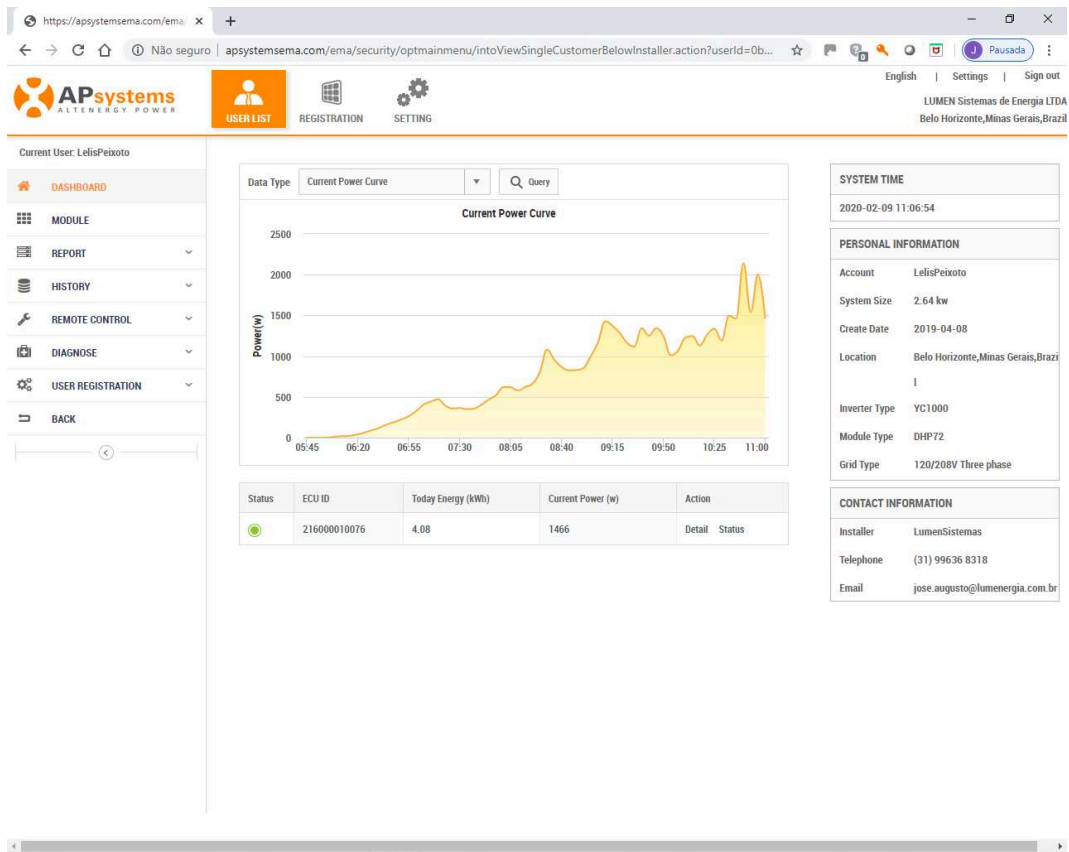 https://apsystemsema.com/ema/
Não seguro | apsystemsema.com/ema/security/optmainmenu/intoViewSingleCustomerBelowInstaller.action?userId=0b...
0
J Pausada
APsystems
ALTENERGY POWER
USER LIST
REGISTRATION
SETTING
English | Settings | Sign out
LUMEN Sistemas de Energia LTDA
Belo Horizonte,Minas Gerais,Brazil
Current User: LelisPeixoto
DASHBOARD
MODULE
REPORT
HISTORY
REMOTE CONTROL
DIAGNOSE
USER REGISTRATION
BACK
Data Type Current Power Curve Query
Current Power Curve
Power(w)
2500
2000
1500
1000
500
0
05:45 06:20 06:55 07:30 08:05 08:40 09:15 09:50 10:25 11:00
Status ECU ID Today Energy (kWh) Current Power (w) Action
216000010076 4.08 1466 Detail Status
SYSTEM TIME
2020-02-09 11:06:54
PERSONAL INFORMATION
Account LelisPeixoto
System Size 2.64 kw
Create Date 2019-04-08
Location Belo Horizonte,Minas Gerais,Brazi
l
Inverter Type YC1000
Module Type DHP72
Grid Type 120/208V Three phase
CONTACT INFORMATION
Installer LumenSistemas
Telephone (31) 99636 8318
Email jose.augusto@lumenergia.com.br